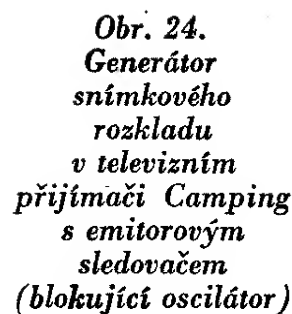 Obr. 24.
Generátor
snímkového
rozkladu
v televizním
přijímači Camping
s emitorovým
sledovačem
(blokující oscilátor)